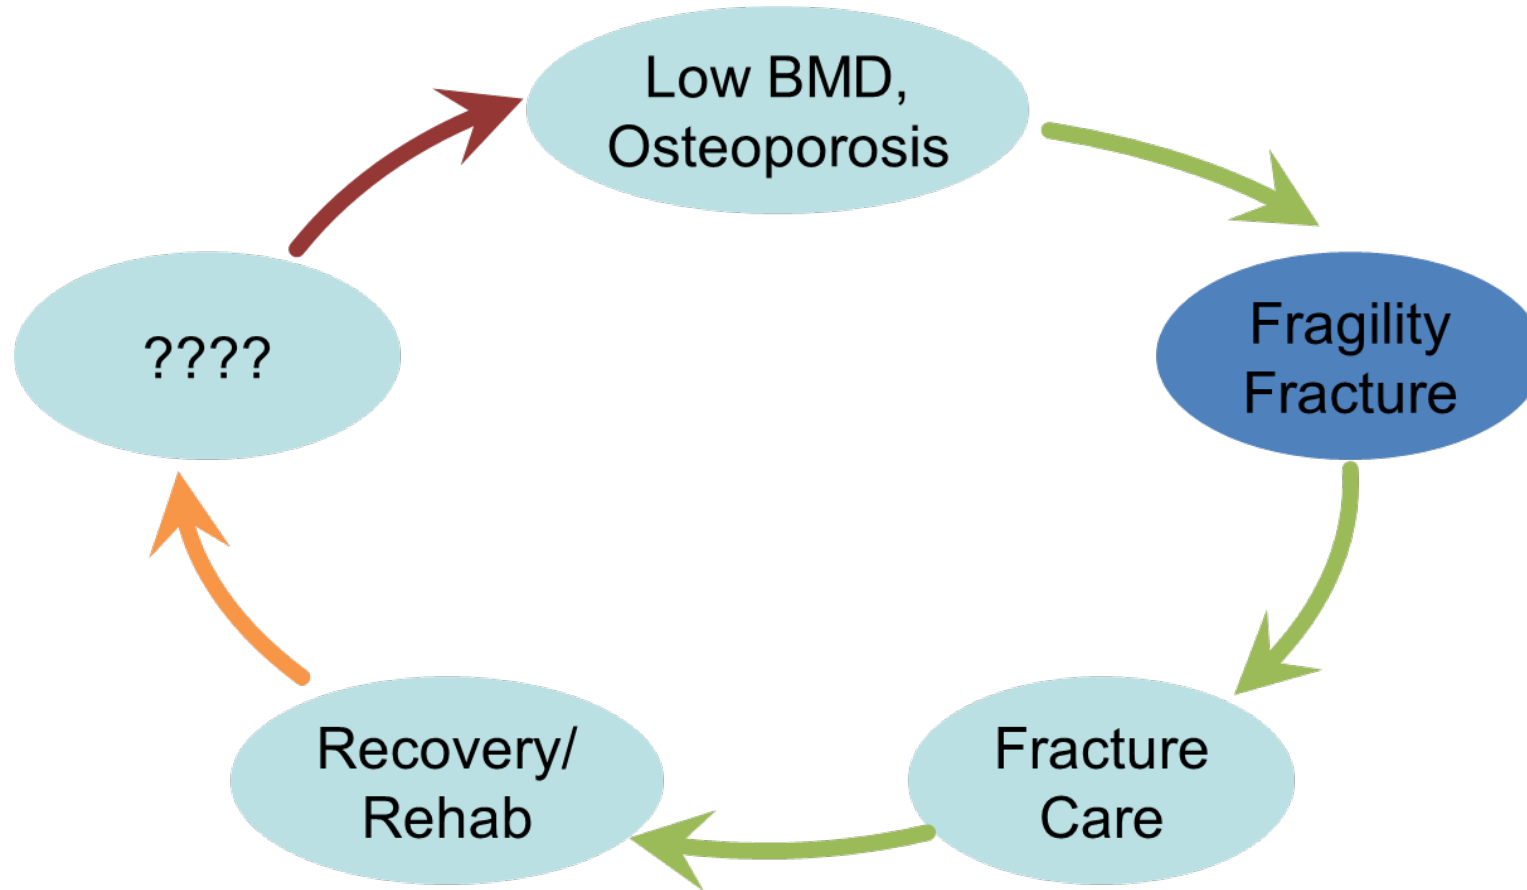 Low BMD,
Osteoporosis
Fragility
Fracture
????
Recovery/
Rehab
Fracture
Care